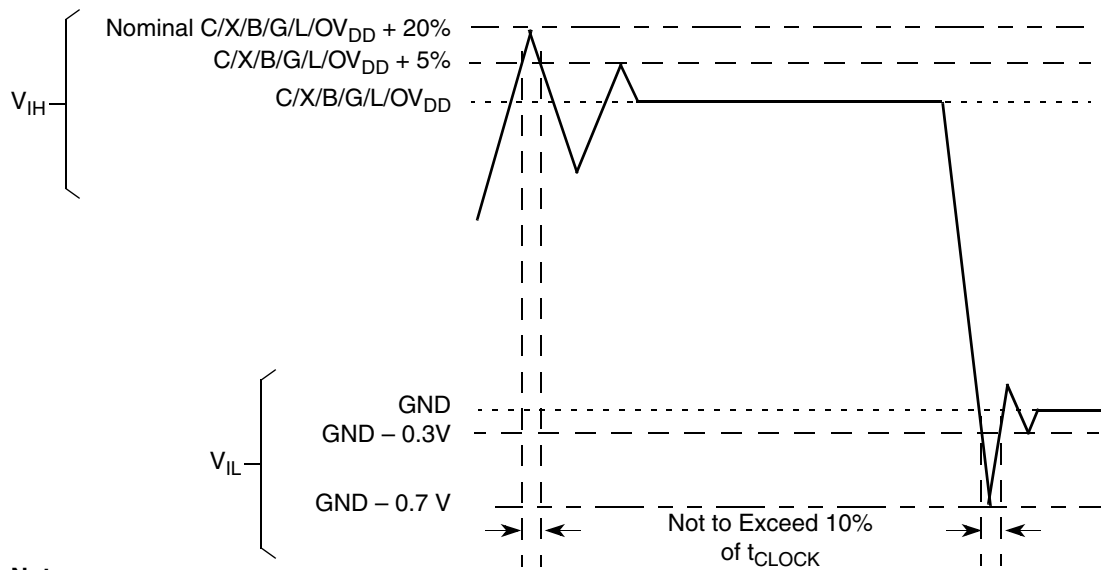 Nominal C/X/B/G/L/OVDD + 20%
C/X/B/G/L/OVDD + 5%
C/X/B/G/L/OVDD
VIH
GND
GND – 0.3V
VIL
GND – 0.7 V
Not to Exceed 10%
of tCLOCK